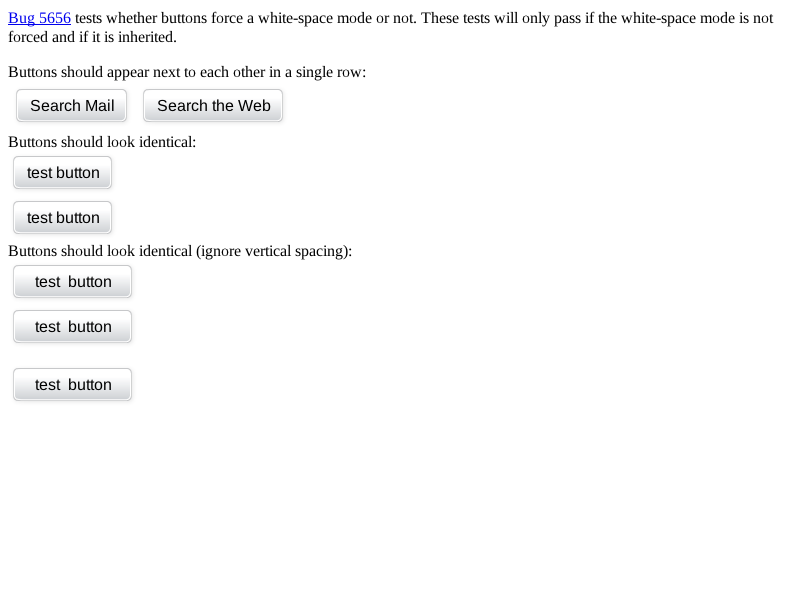 Bug 5656 tests whether buttons force a white-space mode or not. These tests will only pass if the white-space mode is not
forced and if it is inherited.
Buttons should appear next to each other in a single row:
Search Mail Search the Web
Buttons should look identical:
test button
test button
Buttons should look identical (ignore vertical spacing):
test  button
test  button
test  button